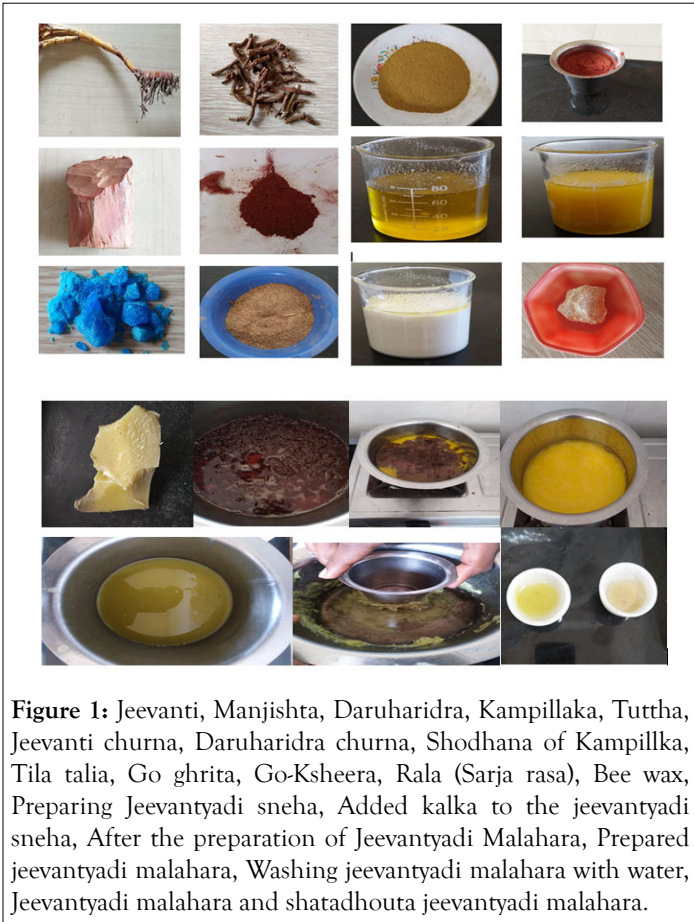 80
60
40
20
Figure 1: Jeevanti, Manjishta, Daruharidra, Kampillaka, Tuttha,
Jeevanti churna, Daruharidra churna, Shodhana of Kampillka,
Tila talia, Go ghrita, Go-Ksheera, Rala (Sarja rasa), Bee wax,
Preparing Jeevantyadi sneha, Added kalka to the jeevantyadi
sneha, After the preparation of Jeevantyadi Malahara, Prepared
jeevantyadi malahara, Washing jeevantyadi malahara with water,
Jeevantyadi malahara and shatadhouta jeevantyadi malahara.